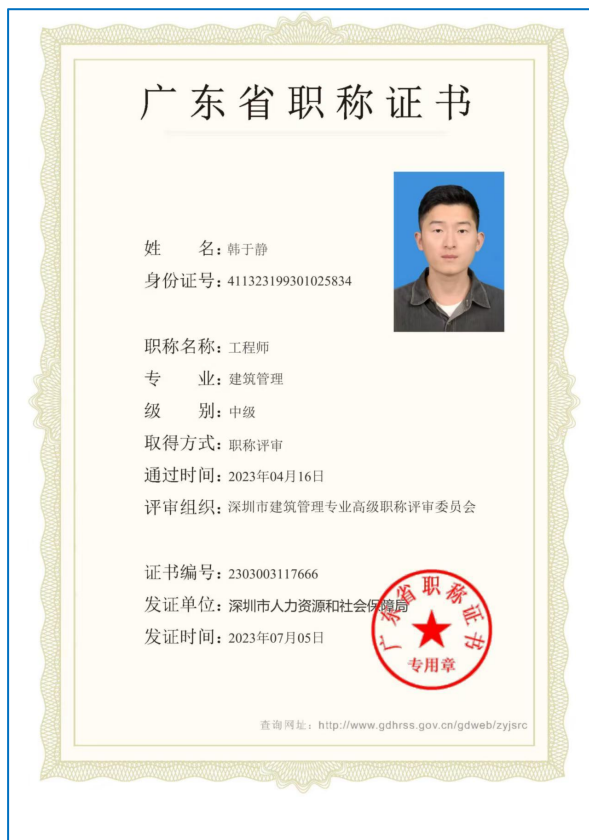 广东省职称证书
姓 名：韩于静
身份证号：411323199301025834
职称名称：工程师
专 业：建筑管理
级 别：中级
取得方式：职称评审
通过时间：2023年04月16日
评审组织：深圳市建筑管理专业高级职称评审委员会
证书编号：2303003117666
发证单位：深圳市人力资源和社会保障局
发证时间：2023年07月05日
广东省职称证书
专用章
查询网址：http://www.gdhrss.gov.cn/gdweb/zyjsrc